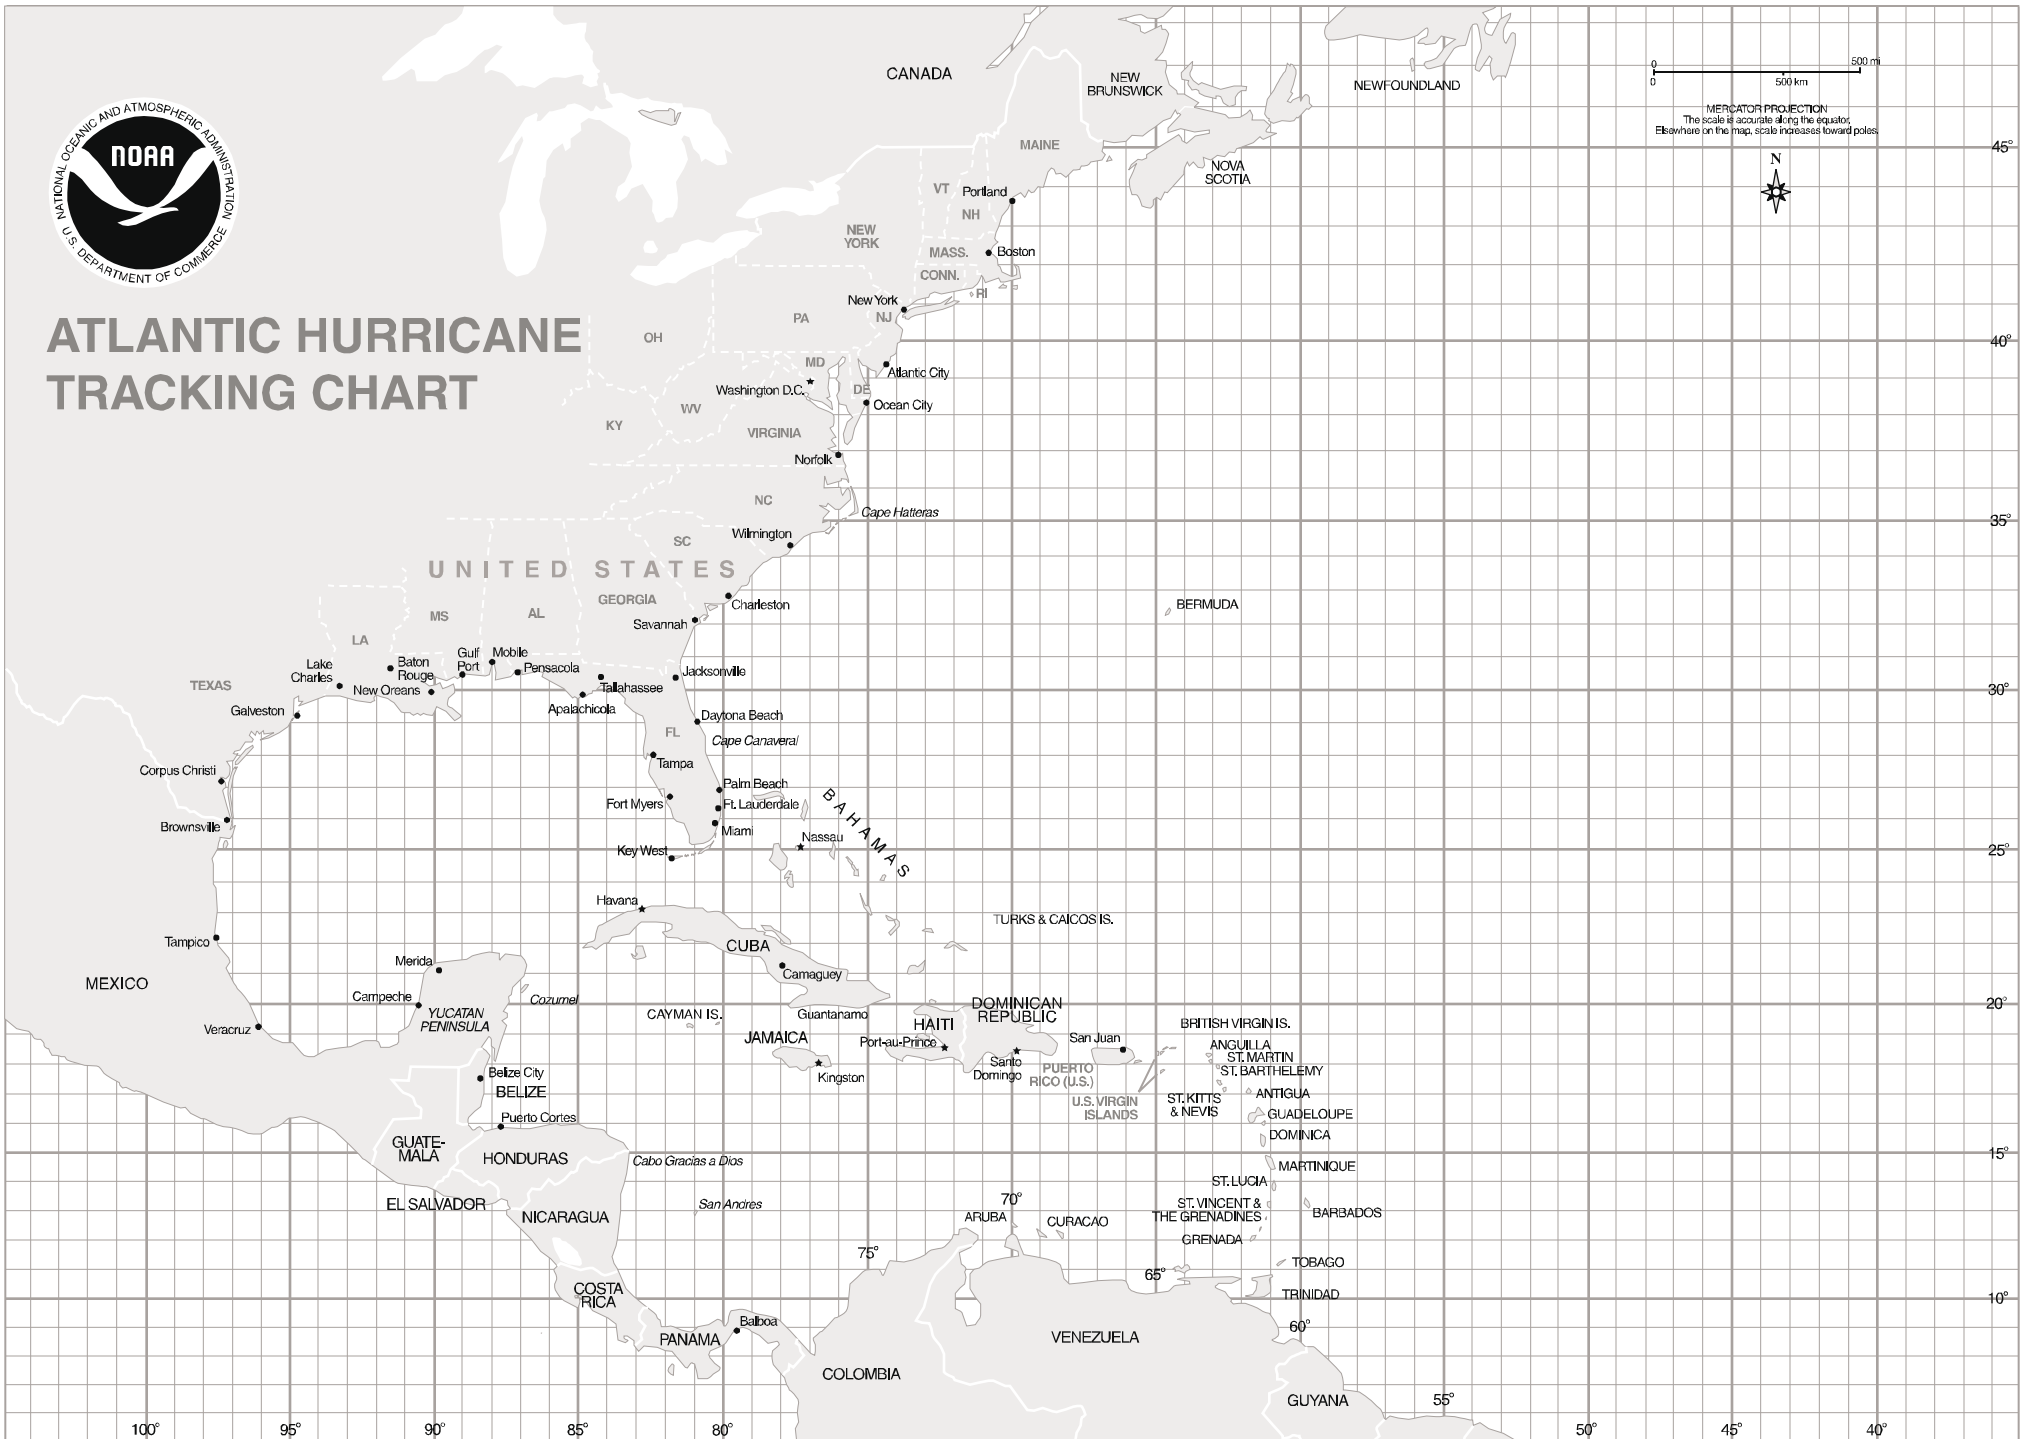 NATIONAL OCEANIC AND ATMOSPHERIC ADMINISTRATION
NOAA
U.S. DEPARTMENT OF COMMERCE
ATLANTIC HURRICANE
TRACKING CHART
0 500 mi
0 500 km
MERCATOR PROJECTION
The scale is accurate along the equator.
Elsewhere on the map, scale increases toward poles.
N
CANADA
NEW
BRUNSWICK
NEWFOUNDLAND
MAINE
NOVA
SCOTIA
45°
VT
Portland
NH
NEW
YORK
MASS.
Boston
CONN.
RI
New York
NJ
PA
OH
40°
MD
Atlantic City
Washington D.C.
DE
Ocean City
WV
KY
VIRGINIA
Norfolk
NC
Cape Hatteras
35°
Wilmington
SC
UNITED STATES
GEORGIA
Charleston
BERMUDA
MS
AL
Savannah
LA
Lake
Charles
Baton
Rouge
Gulf
Port
Mobile
Pensacola
Jacksonville
TEXAS
New Oreans
Tallahassee
30°
Galveston
Apalachicola
Daytona Beach
FL
Cape Canaveral
Tampa
Corpus Christi
Palm Beach
Fort Myers
Ft. Lauderdale
BAHAMAS
Brownsville
Miami
Nassau
Key West
25°
Havana
TURKS & CAICOS IS.
Tampico
CUBA
Merida
Camaguey
MEXICO
Campeche
Cozumel
20°
YUCATAN
PENINSULA
CAYMAN IS.
Guantanamo
DOMINICAN
REPUBLIC
Veracruz
HAITI
BRITISH VIRGIN IS.
JAMAICA
Port-au-Prince
San Juan
ANGUILLA
ST. MARTIN
Santo
Domingo
PUERTO
RICO (U.S.)
ST. BARTHELEMY
Belize City
Kingston
BELIZE
ANTIGUA
U.S. VIRGIN
ISLANDS
ST. KITTS
& NEVIS
Puerto Cortes
GUADELOUPE
GUATE-
MALA
DOMINICA
HONDURAS
Cabo Gracias a Dios
15°
MARTINIQUE
ST. LUCIA
EL SALVADOR
San Andres
70°
ST. VINCENT &
THE GRENADINES
BARBADOS
NICARAGUA
ARUBA
CURACAO
GRENADA
75°
TOBAGO
65°
COSTA
RICA
TRINIDAD
10°
Balboa
60°
PANAMA
VENEZUELA
COLOMBIA
GUYANA
55°
100°
95°
90°
85°
80°
50°
45°
40°